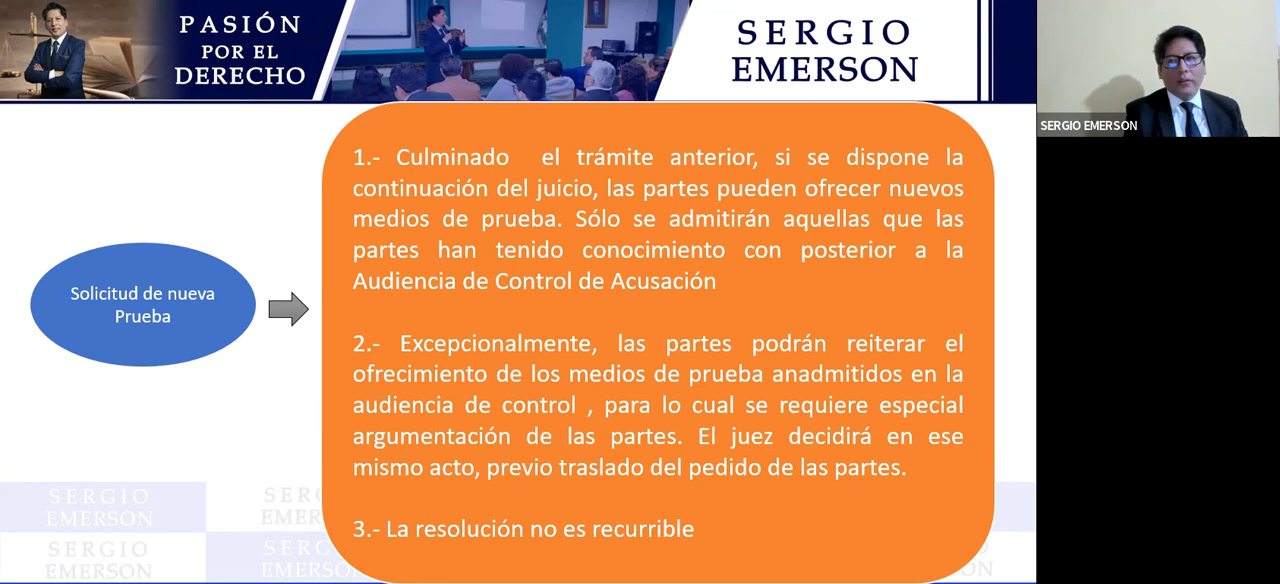 PASIÓN
POR EL
DERECHO
SERGIO
EMERSON
SERGIO EMERSON
Solicitud de nueva
Prueba
1.- Culminado el trámite anterior, si se dispone la
continuación del juicio, las partes pueden ofrecer nuevos
medios de prueba. Sólo se admitirán aquellas que las
partes han tenido conocimiento con posterior a la
Audiencia de Control de Acusación
2.- Excepcionalmente, las partes podrán reiterar el
ofrecimiento de los medios de prueba anadmitidos en la
audiencia de control , para lo cual se requiere especial
argumentación de las partes. El juez decidirá en ese
mismo acto, previo traslado del pedido de las partes.
3.- La resolución no es recurrible
SERGIO
EMERSON
SERG
EMERS
SERGIO
EMERSON
SERG
EMERSO
ON